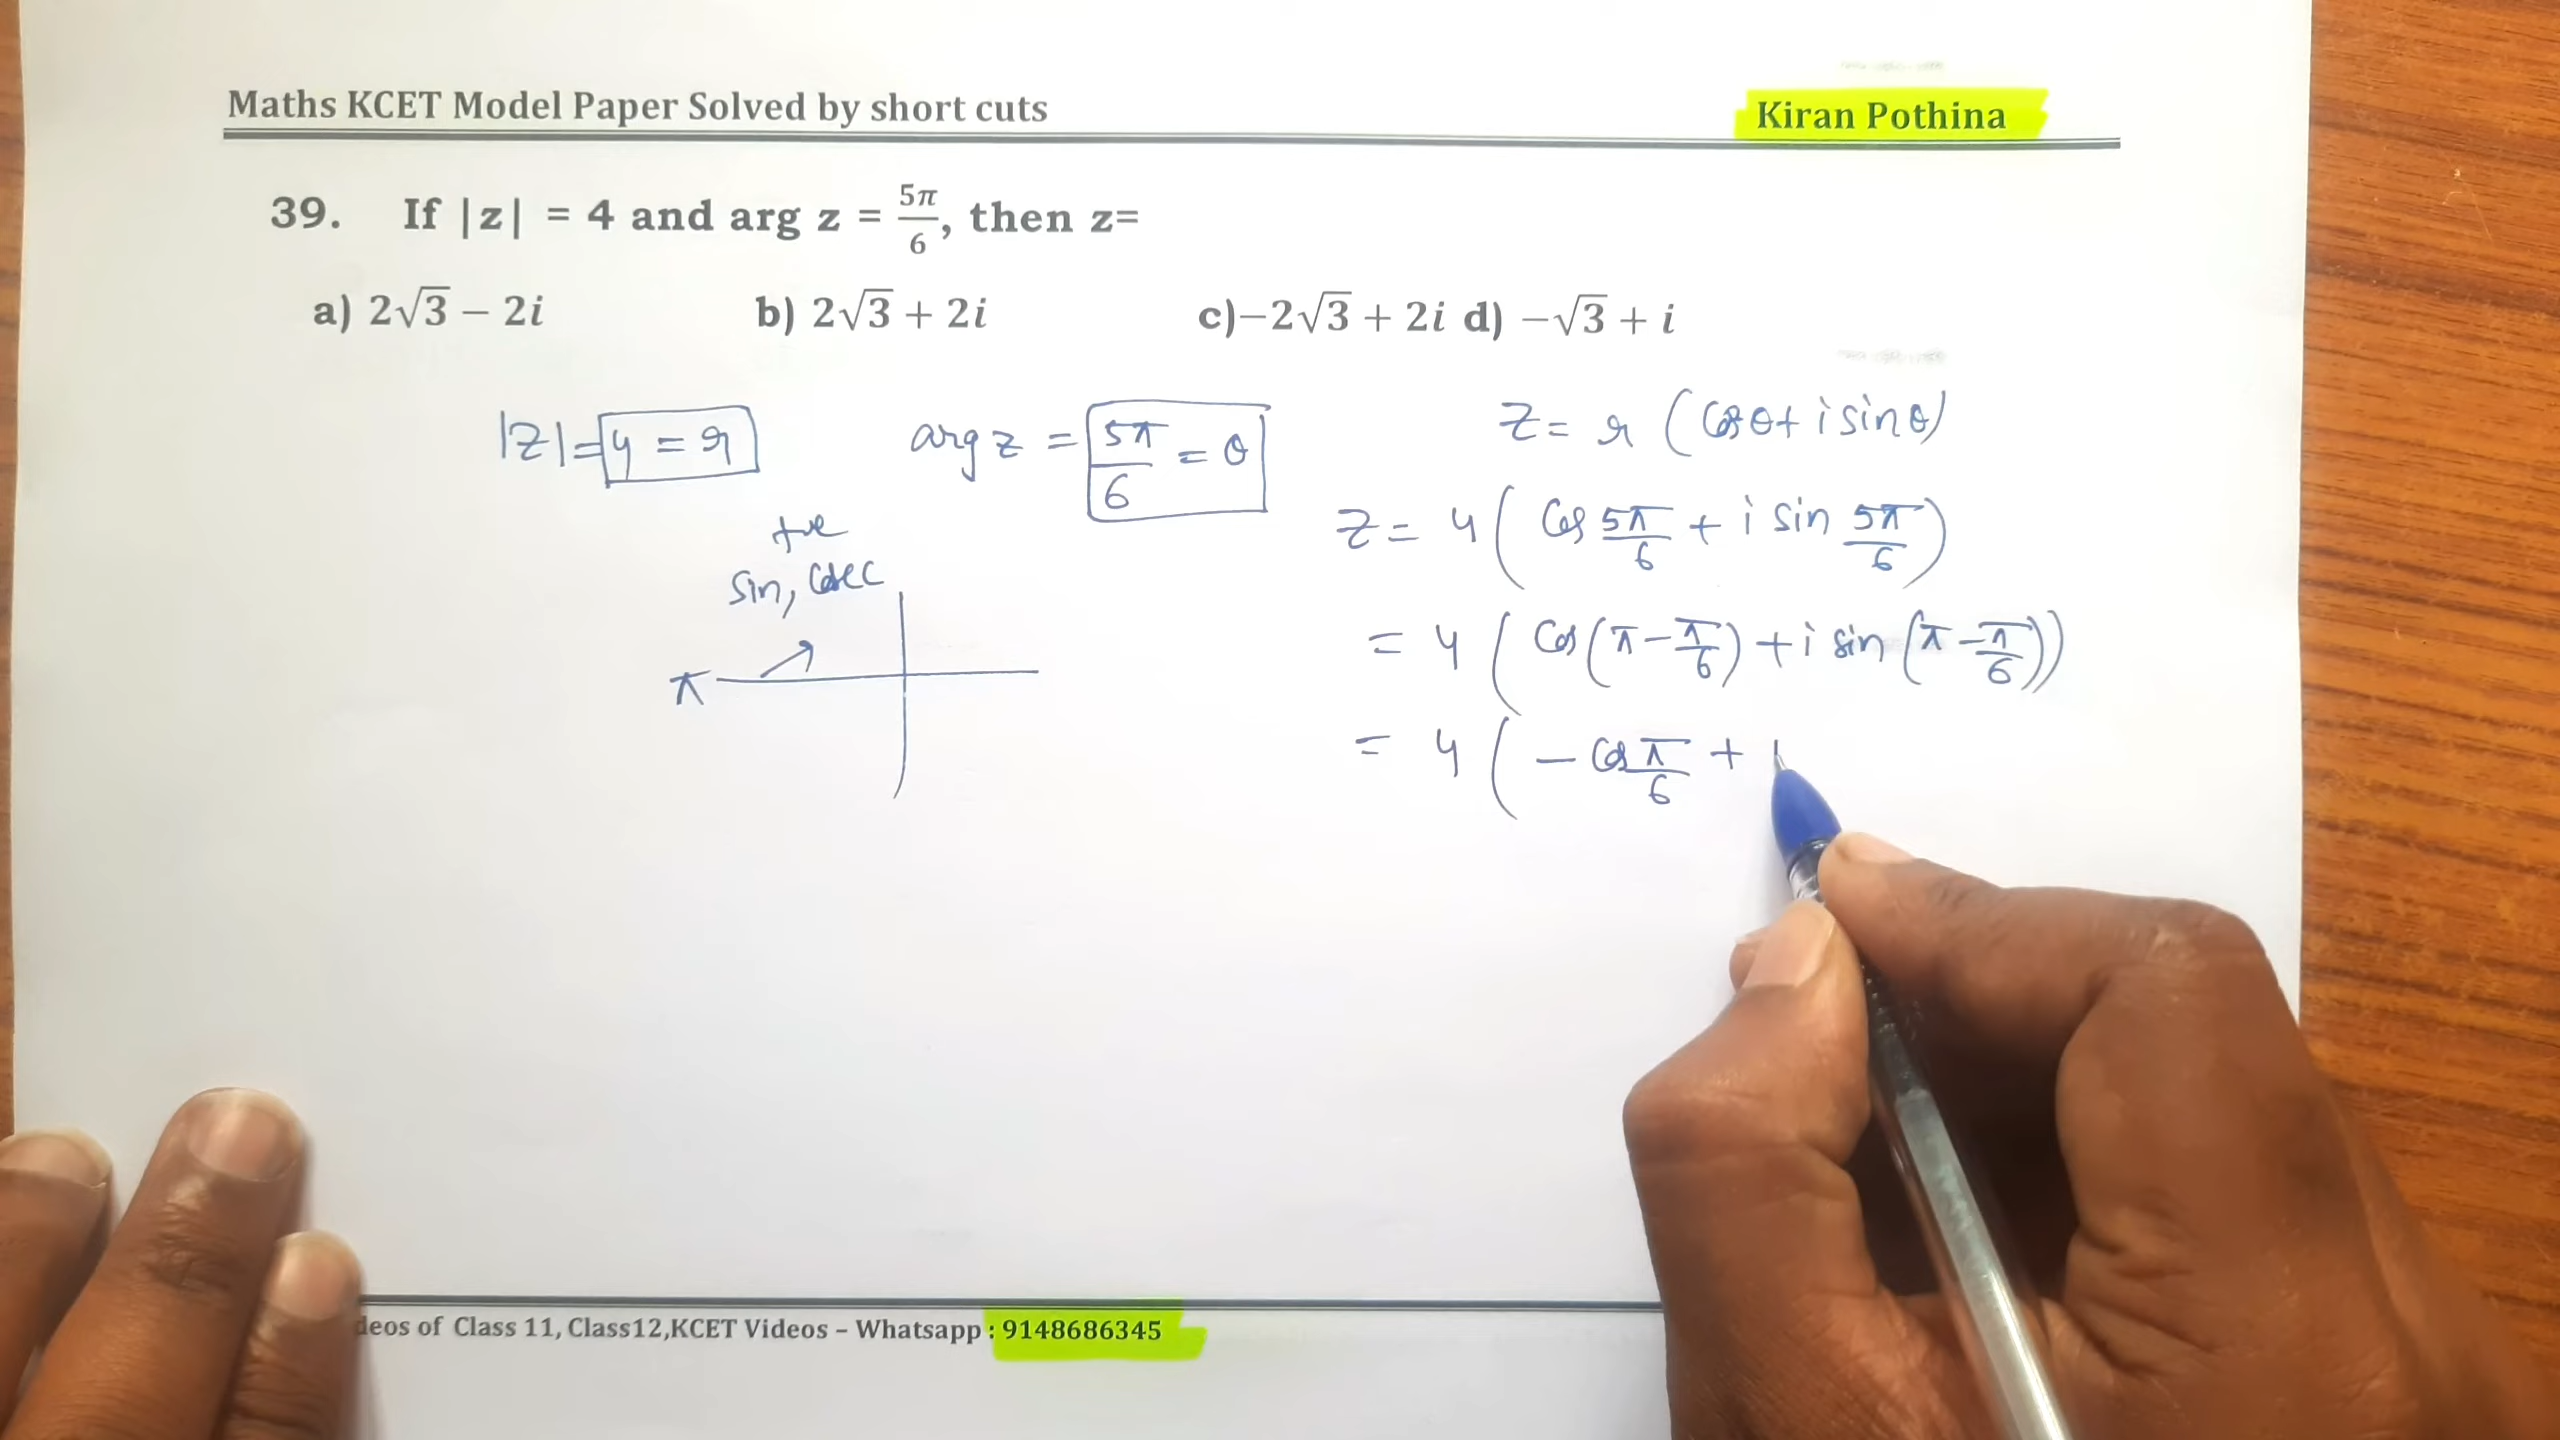 Maths KCET Model Paper Solved by short cuts Kiran Pothina
39. If |z| = 4 and arg z = 5π/6, then z=
a) 2√3 − 2i b) 2√3 + 2i c)−2√3 + 2i d) −√3 + i
|z| = 4 = r arg z = 5π/6 = θ z = r (cosθ + i sinθ)
+ve
sin, cosec
z = 4 ( cos 5π/6 + i sin 5π/6 )
π
= 4 ( cos (π − π/6) + i sin (π − π/6))
= 4 ( − cos π/6 +
deos of Class 11, Class12,KCET Videos – Whatsapp : 9148686345